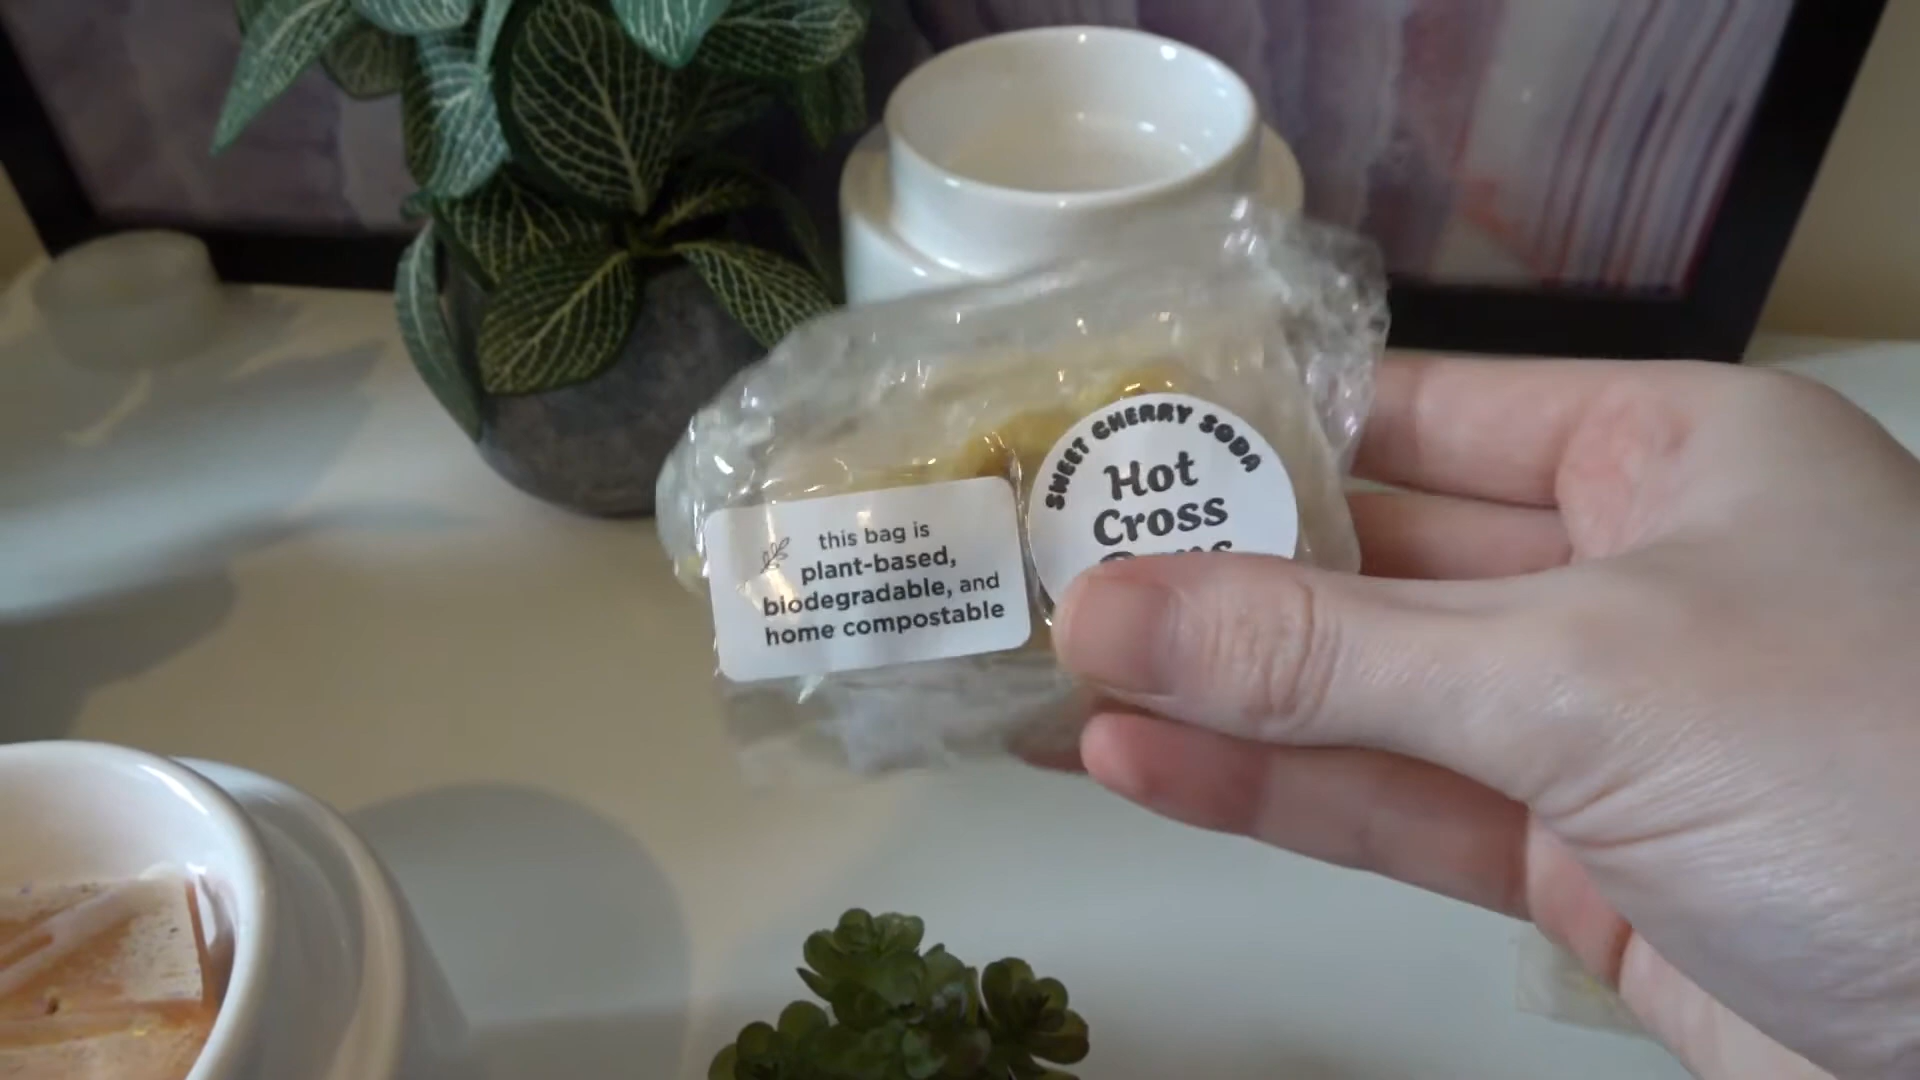 this bag is
plant-based,
biodegradable, and
home compostable
SWEET CHERRY SODA
Hot
Cross